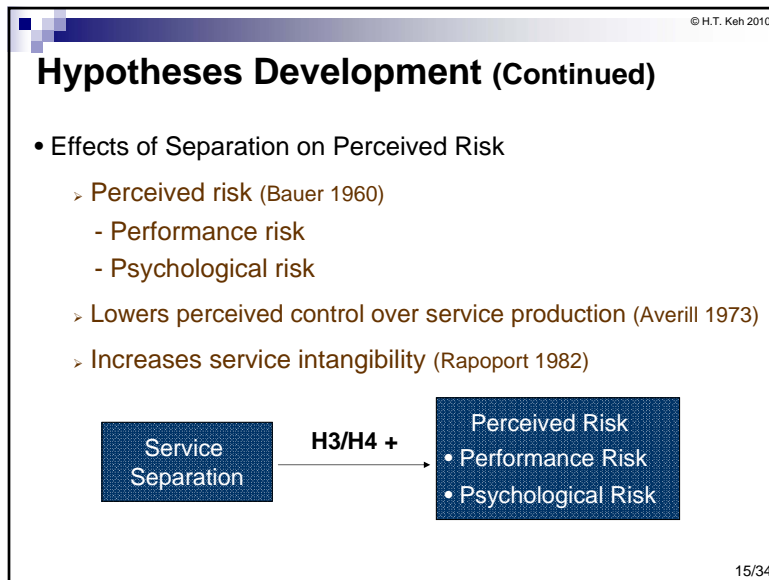 © H.T. Keh 2010
Hypotheses Development (Continued)
• Effects of Separation on Perceived Risk
➢ Perceived risk (Bauer 1960)
- Performance risk
- Psychological risk
➢ Lowers perceived control over service production (Averill 1973)
➢ Increases service intangibility (Rapoport 1982)
Service
Separation
H3/H4 +
Perceived Risk
• Performance Risk
• Psychological Risk
15/34